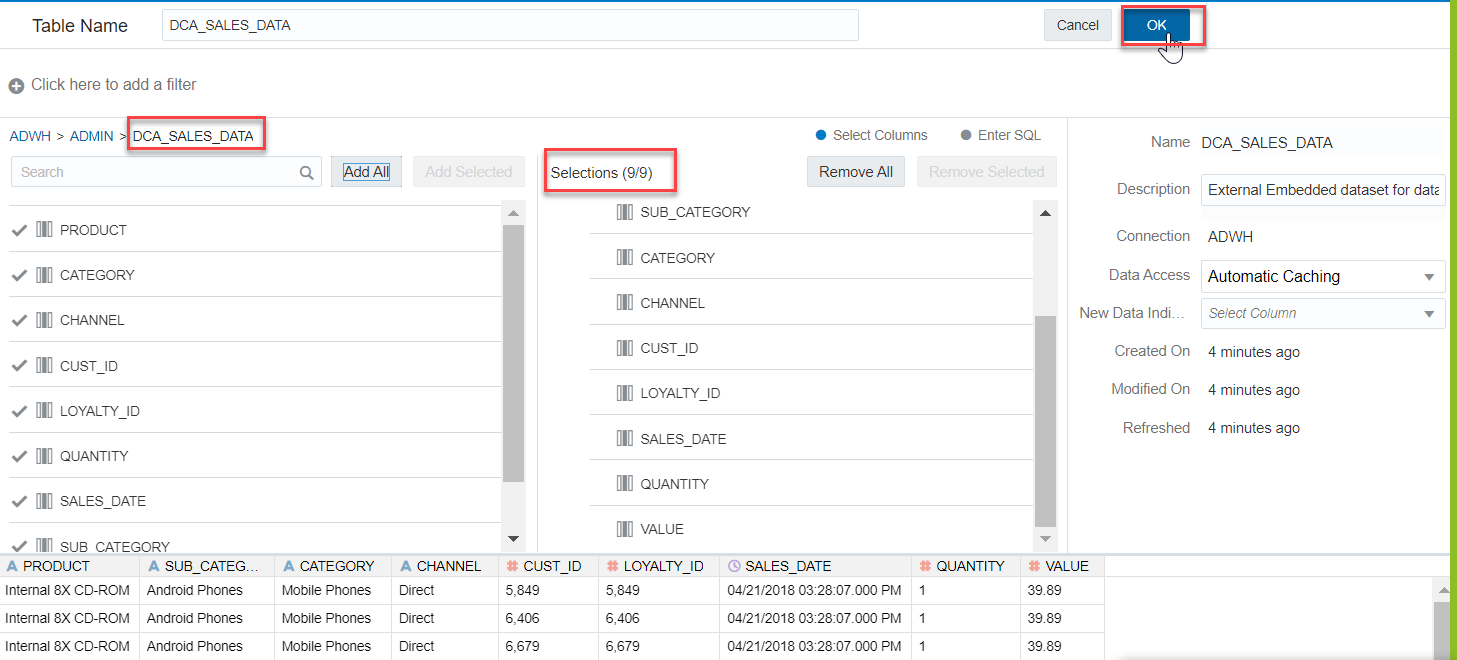 Table Name DCA_SALES_DATA Cancel OK
Click here to add a filter
ADWH > ADMIN > DCA_SALES_DATA
Search Add All Add Selected
PRODUCT
CATEGORY
CHANNEL
CUST_ID
LOYALTY_ID
QUANTITY
SALES_DATE
SUB_CATEGORY
Select Columns Enter SQL
Selections (9/9) Remove All Remove Selected
SUB_CATEGORY
CATEGORY
CHANNEL
CUST_ID
LOYALTY_ID
SALES_DATE
QUANTITY
VALUE
Name DCA_SALES_DATA
Description External Embedded dataset for data
Connection ADWH
Data Access Automatic Caching
New Data Indi... Select Column
Created On 4 minutes ago
Modified On 4 minutes ago
Refreshed 4 minutes ago
A PRODUCT A SUB_CATEG... A CATEGORY A CHANNEL # CUST_ID # LOYALTY_ID SALES_DATE # QUANTITY # VALUE
Internal 8X CD-ROM Android Phones Mobile Phones Direct 5,849 5,849 04/21/2018 03:28:07.000 PM 1 39.89
Internal 8X CD-ROM Android Phones Mobile Phones Direct 6,406 6,406 04/21/2018 03:28:07.000 PM 1 39.89
Internal 8X CD-ROM Android Phones Mobile Phones Direct 6,679 6,679 04/21/2018 03:28:08.000 PM 1 39.89